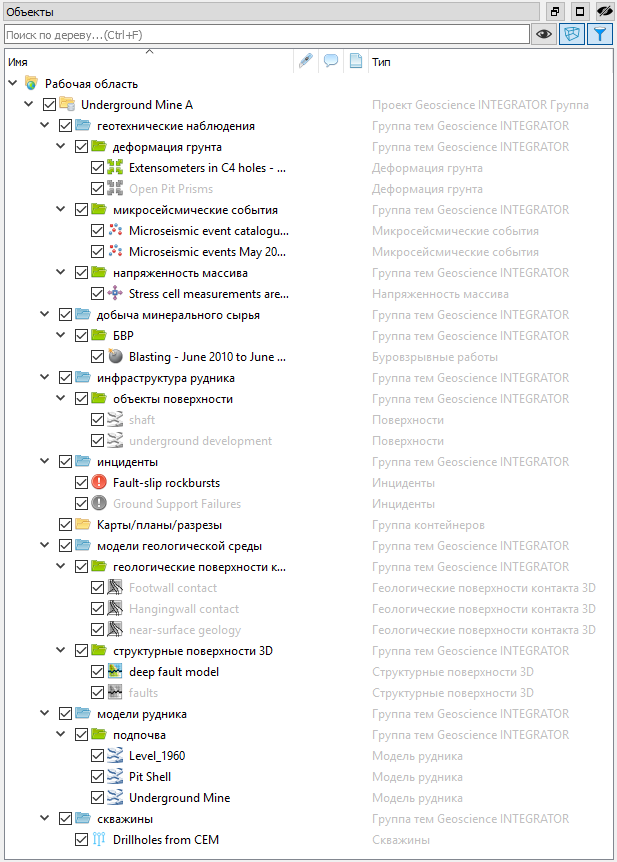 Объекты
Поиск по дереву...(Ctrl+F)
Имя Тип
Рабочая область
Underground Mine A Проект Geoscience INTEGRATOR Группа
геотехнические наблюдения Группа тем Geoscience INTEGRATOR
деформация грунта Группа тем Geoscience INTEGRATOR
Extensometers in C4 holes - ... Деформация грунта
Open Pit Prisms Деформация грунта
микросейсмические события Группа тем Geoscience INTEGRATOR
Microseismic event catalogu... Микросейсмические события
Microseismic events May 20... Микросейсмические события
напряженность массива Группа тем Geoscience INTEGRATOR
Stress cell measurements are... Напряженность массива
добыча минерального сырья Группа тем Geoscience INTEGRATOR
БВР Группа тем Geoscience INTEGRATOR
Blasting - June 2010 to June ... Буровзрывные работы
инфраструктура рудника Группа тем Geoscience INTEGRATOR
объекты поверхности Группа тем Geoscience INTEGRATOR
shaft Поверхности
underground development Поверхности
инциденты Группа тем Geoscience INTEGRATOR
Fault-slip rockbursts Инциденты
Ground Support Failures Инциденты
Карты/планы/разрезы Группа контейнеров
модели геологической среды Группа тем Geoscience INTEGRATOR
геологические поверхности к... Группа тем Geoscience INTEGRATOR
Footwall contact Геологические поверхности контакта 3D
Hangingwall contact Геологические поверхности контакта 3D
near-surface geology Геологические поверхности контакта 3D
структурные поверхности 3D Группа тем Geoscience INTEGRATOR
deep fault model Структурные поверхности 3D
faults Структурные поверхности 3D
модели рудника Группа тем Geoscience INTEGRATOR
подпочва Группа тем Geoscience INTEGRATOR
Level_1960 Модель рудника
Pit Shell Модель рудника
Underground Mine Модель рудника
скважины Группа тем Geoscience INTEGRATOR
Drillholes from CEM Скважины